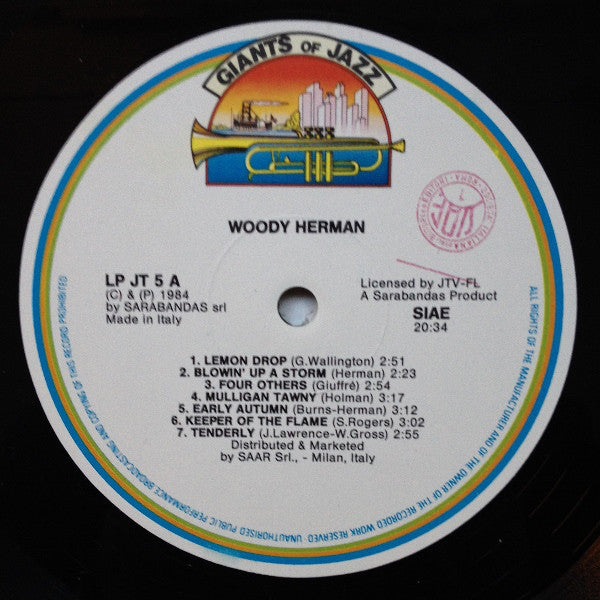 GIANTS OF JAZZ
WOODY HERMAN
LP JT 5 A
(C) & (P) 1984
by SARABANDAS srl
Made in Italy
Licensed by JTV-FL
A Sarabandas Product
SIAE
20:34
1. LEMON DROP (G.Wallington) 2:51
2. BLOWIN' UP A STORM (Herman) 2:23
3. FOUR OTHERS (Giuffré) 2:54
4. MULLIGAN TAWNY (Holman) 3:17
5. EARLY AUTUMN (Burns-Herman) 3:12
6. KEEPER OF THE FLAME (S.Rogers) 3:02
7. TENDERLY (J.Lawrence-W.Gross) 2:55
Distributed & Marketed
by SAAR Srl., - Milan, Italy
ALL RIGHTS OF THE MANUFACTURER AND OF THE OWNER OF THE RECORDED WORK RESERVED UNAUTHORISED PUBLIC PERFORMANCE BROADCASTING AND COPYING OF THIS RECORD PROHIBITED